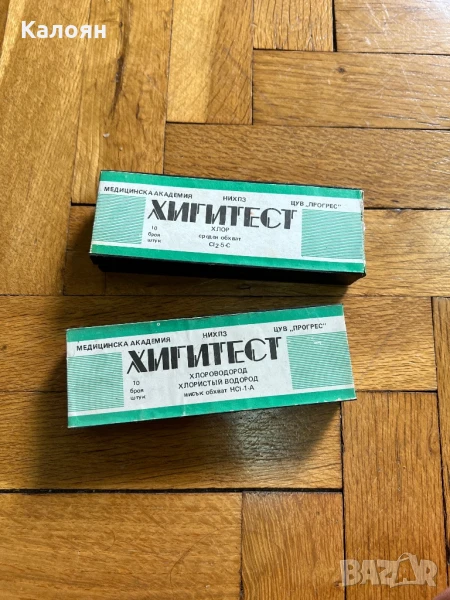 Калоян
МЕДИЦИНСКА АКАДЕМИЯ НИХПЗ ЦУВ „ПРОГРЕС"
ХИГИТЕСТ
10 броя штук
ХЛОР
среден обхват
Cl2-5-C
МЕДИЦИНСКА АКАДЕМИЯ НИХПЗ ЦУВ „ПРОГРЕС"
ХИГИТЕСТ
10 броя штук
ХЛОРОВОДОРОД
ХЛОРИСТЫЙ ВОДОРОД
нисък обхват HCl-1-A
BAZAR